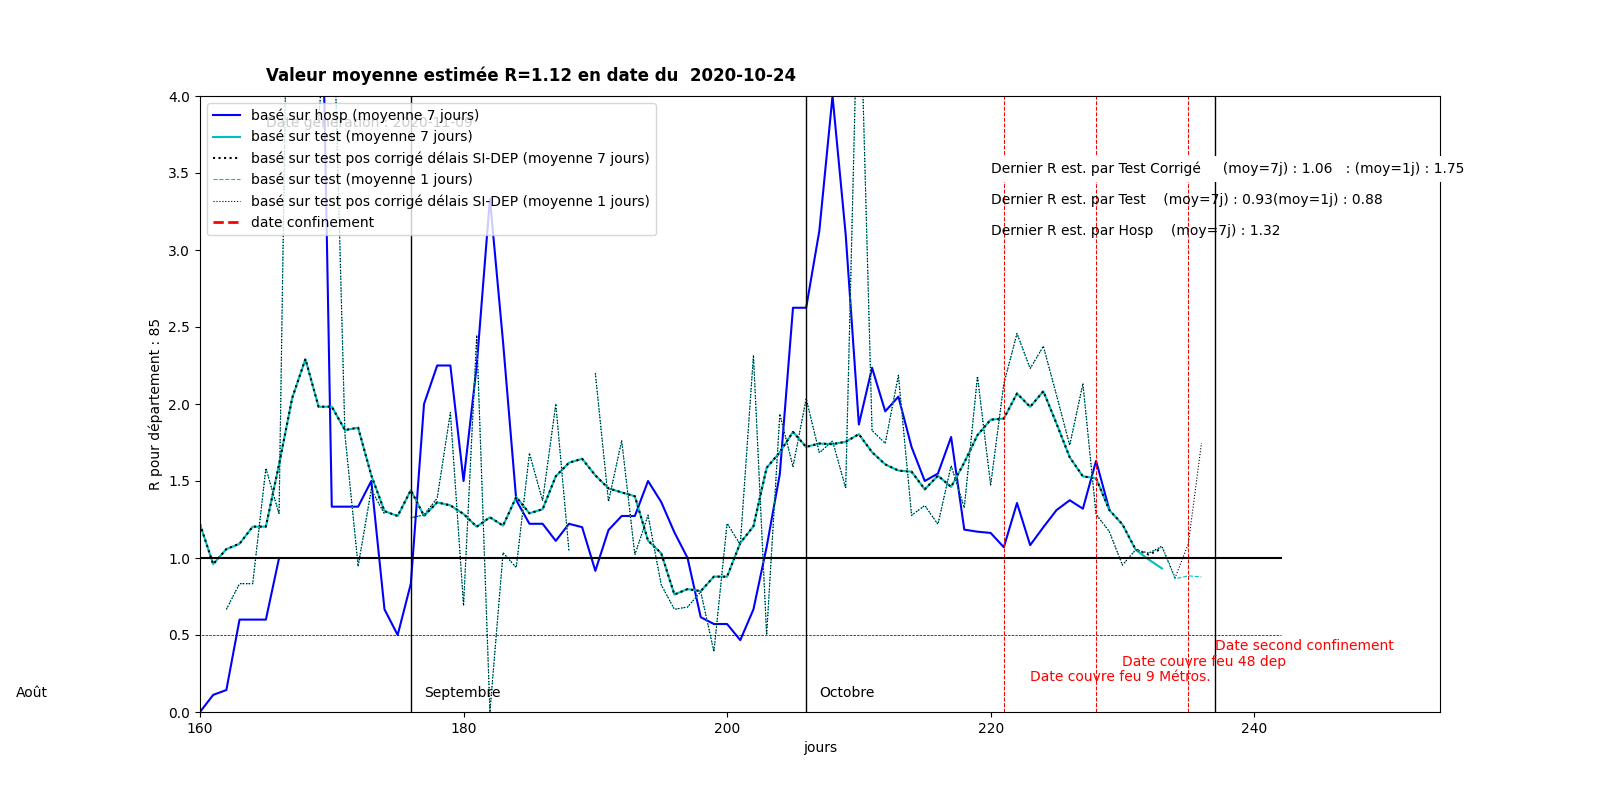 Valeur moyenne estimée R=1.12 en date du  2020-10-24
Date génération : 2020-11-09
basé sur hosp (moyenne 7 jours)
basé sur test (moyenne 7 jours)
basé sur test pos corrigé délais SI-DEP (moyenne 7 jours)
basé sur test (moyenne 1 jours)
basé sur test pos corrigé délais SI-DEP (moyenne 1 jours)
date confinement
Dernier R est. par Test Corrigé     (moy=7j) : 1.06   : (moy=1j) : 1.75
Dernier R est. par Test    (moy=7j) : 0.93(moy=1j) : 0.88
Dernier R est. par Hosp    (moy=7j) : 1.32
4.0
3.5
3.0
2.5
2.0
1.5
1.0
0.5
0.0
R pour département : 85
Date second confinement
Date couvre feu 48 dep
Date couvre feu 9 Métros.
Août
Septembre
Octobre
160
180
200
220
240
jours